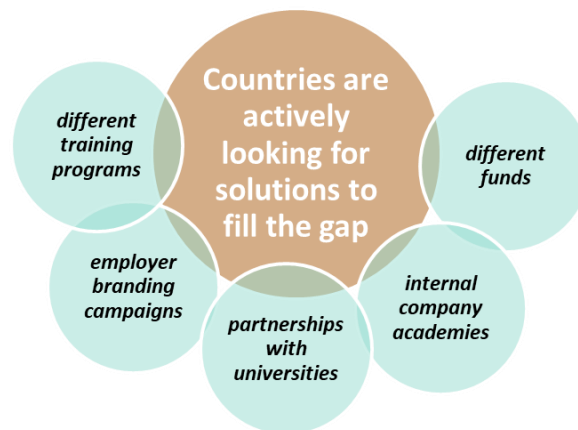 Countries are
actively
looking for
solutions to
fill the gap
different
training
programs
employer
branding
campaigns
partnerships
with
universities
internal
company
academies
different
funds